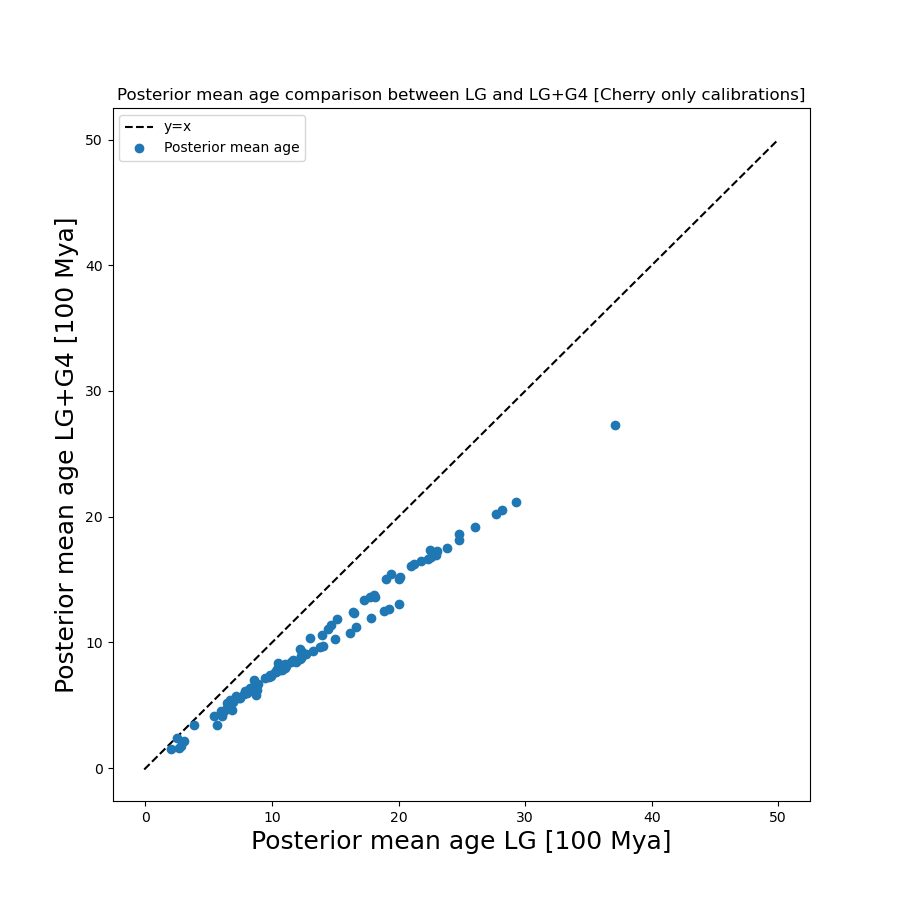 Posterior mean age comparison between LG and LG+G4 [Cherry only calibrations]
y=x
Posterior mean age
50
40
30
20
10
0
Posterior mean age LG+G4 [100 Mya]
0 10 20 30 40 50
Posterior mean age LG [100 Mya]